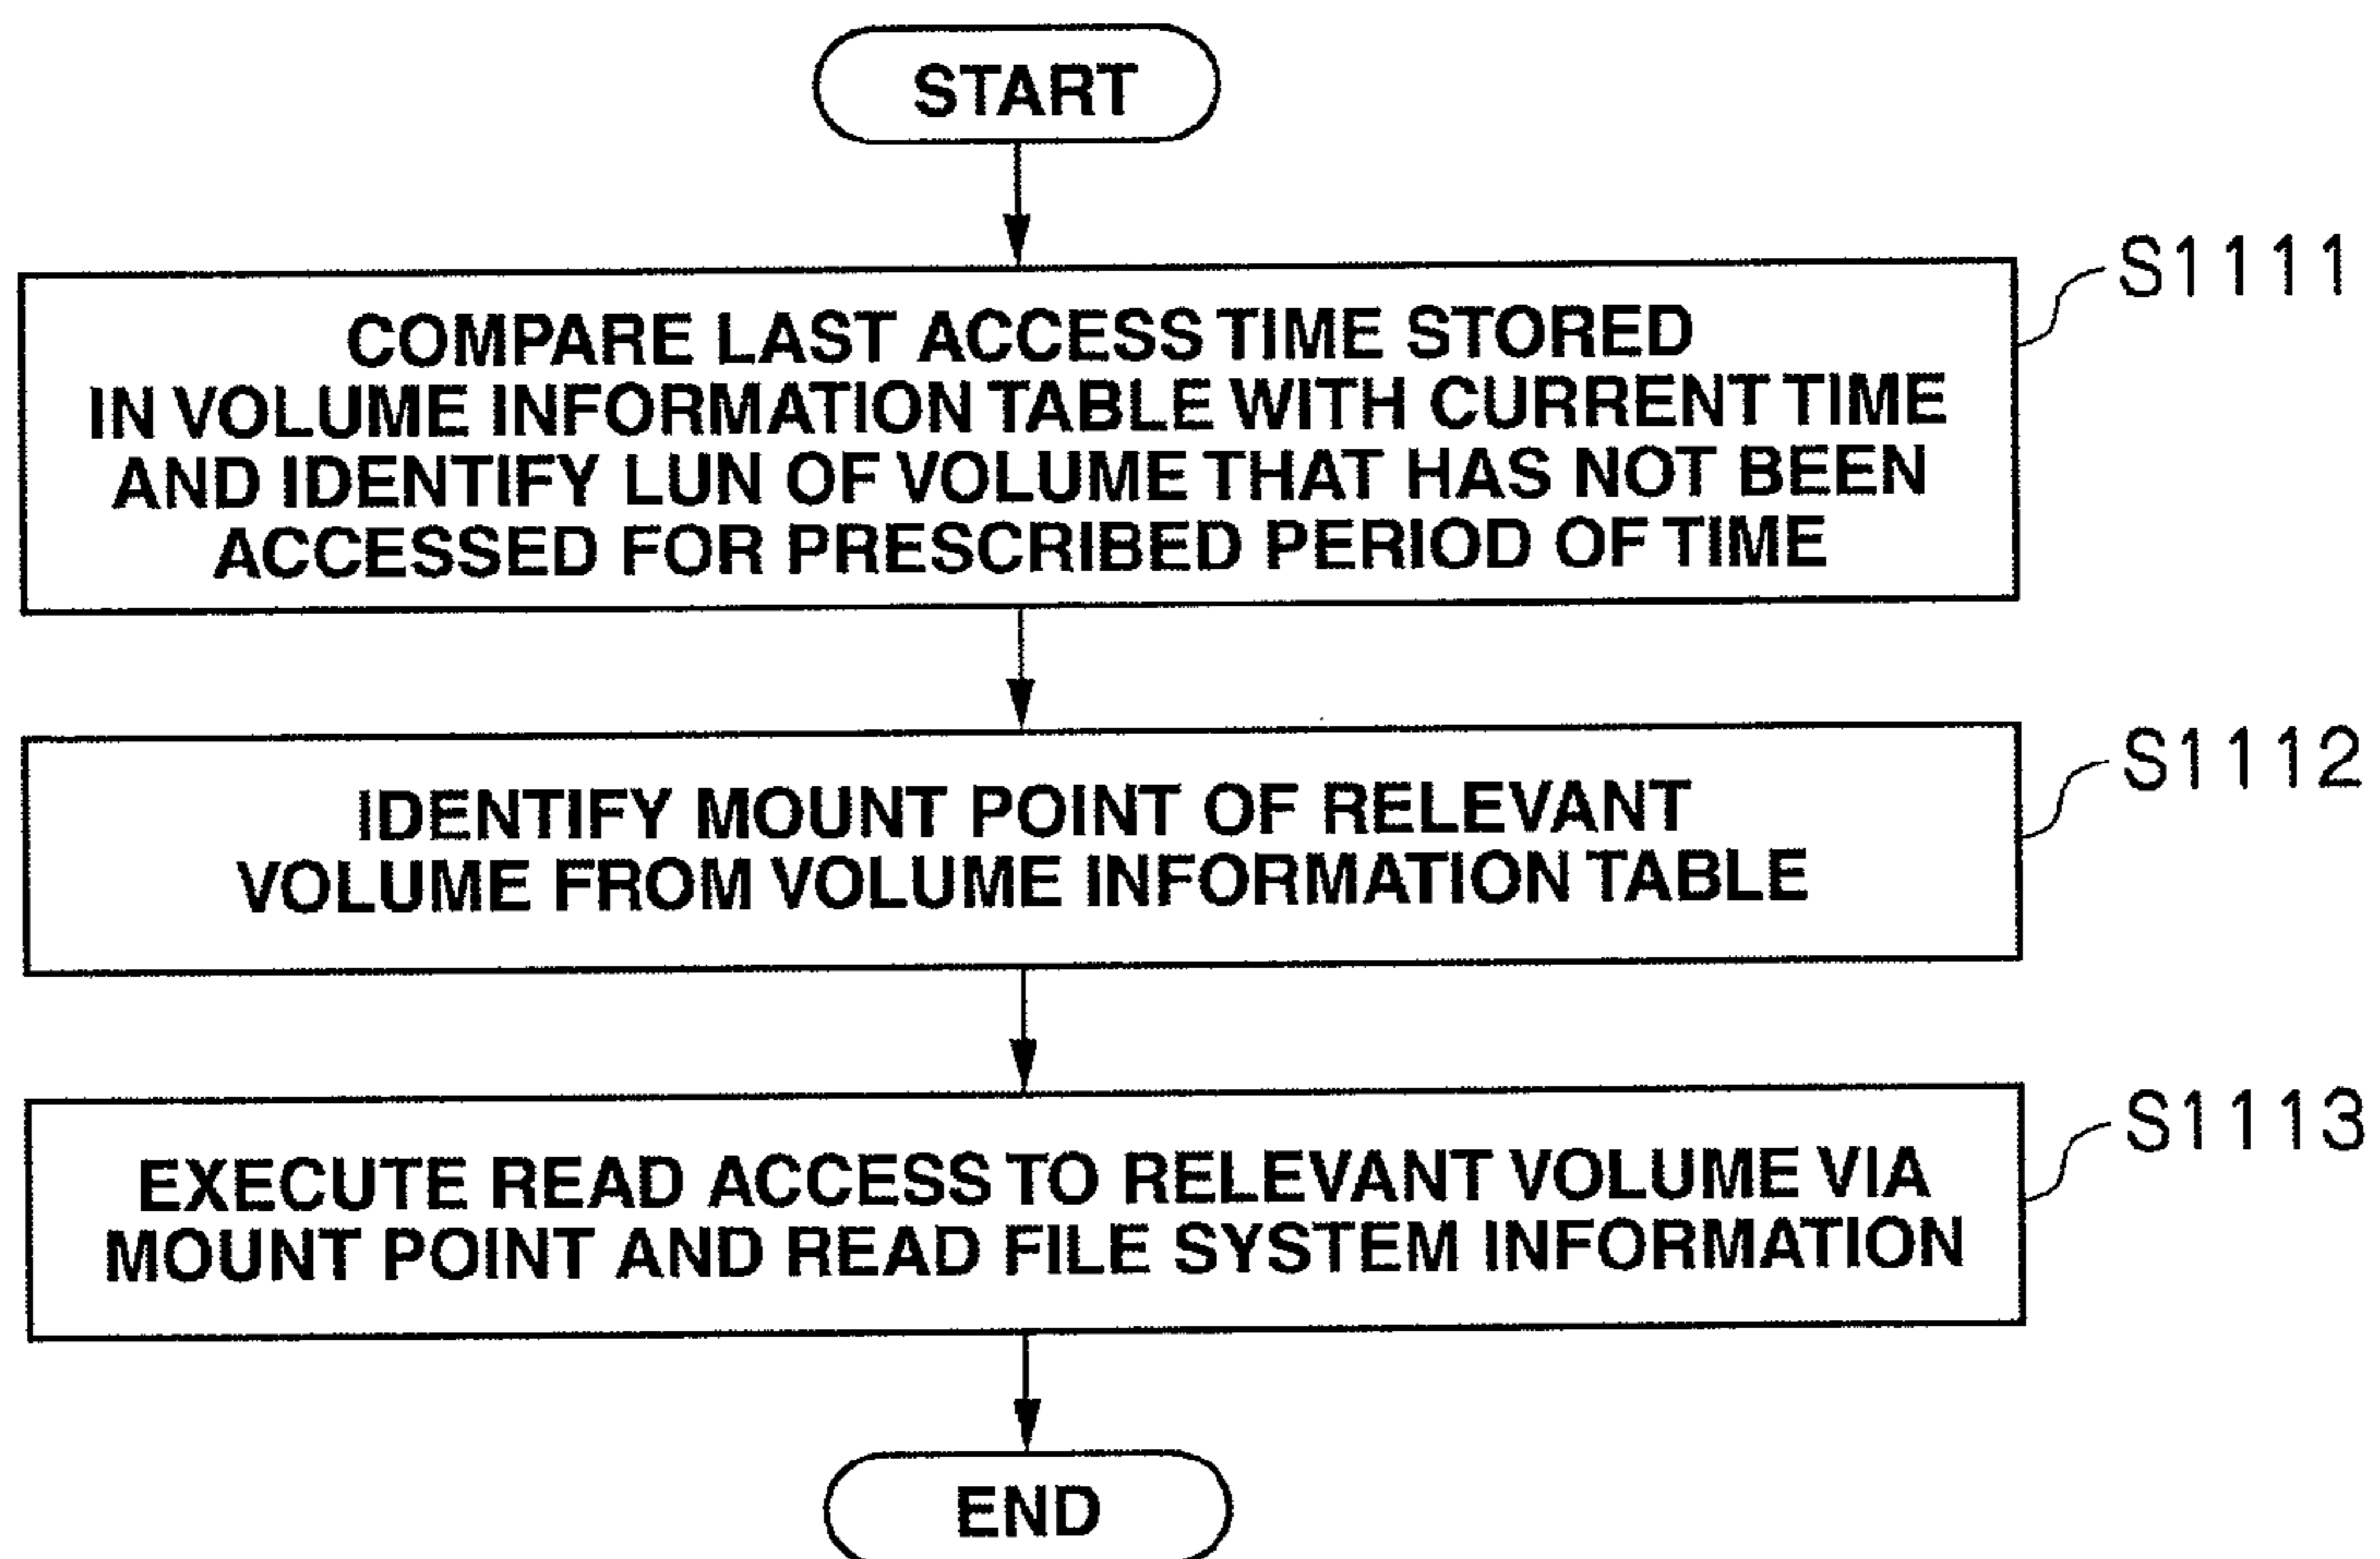 START
S1111
COMPARE LAST ACCESS TIME STORED
IN VOLUME INFORMATION TABLE WITH CURRENT TIME
AND IDENTIFY LUN OF VOLUME THAT HAS NOT BEEN
ACCESSED FOR PRESCRIBED PERIOD OF TIME
S1112
IDENTIFY MOUNT POINT OF RELEVANT
VOLUME FROM VOLUME INFORMATION TABLE
S1113
EXECUTE READ ACCESS TO RELEVANT VOLUME VIA
MOUNT POINT AND READ FILE SYSTEM INFORMATION
END